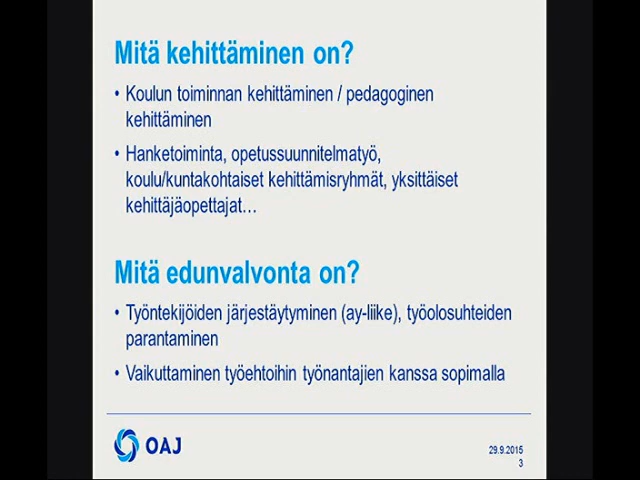 Mitä kehittäminen on?
• Koulun toiminnan kehittäminen / pedagoginen
kehittäminen
• Hanketoiminta, opetussuunnitelmatyö,
koulu/kuntakohtaiset kehittämisryhmät, yksittäiset
kehittäjäopettajat…
Mitä edunvalvonta on?
• Työntekijöiden järjestäytyminen (ay-liike), työolosuhteiden
parantaminen
• Vaikuttaminen työehtoihin työnantajien kanssa sopimalla
OAJ
29.9.2015
3